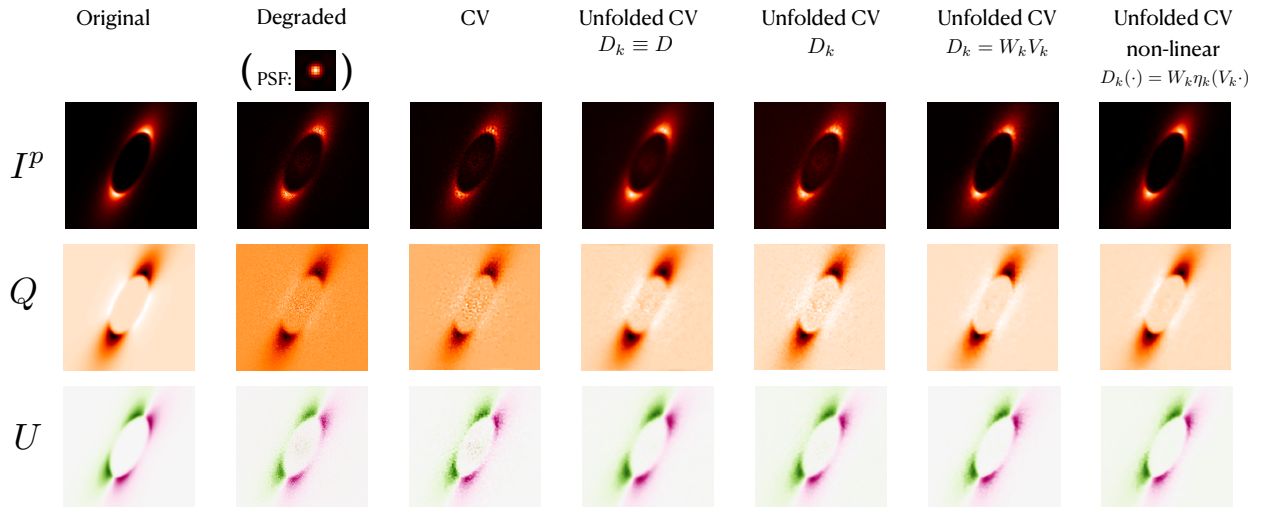 Original
Degraded
( PSF: )
CV
Unfolded CV
D_k ≡ D
Unfolded CV
D_k
Unfolded CV
D_k = W_k V_k
Unfolded CV
non-linear
D_k(·) = W_k η_k(V_k ·)
I^p
Q
U